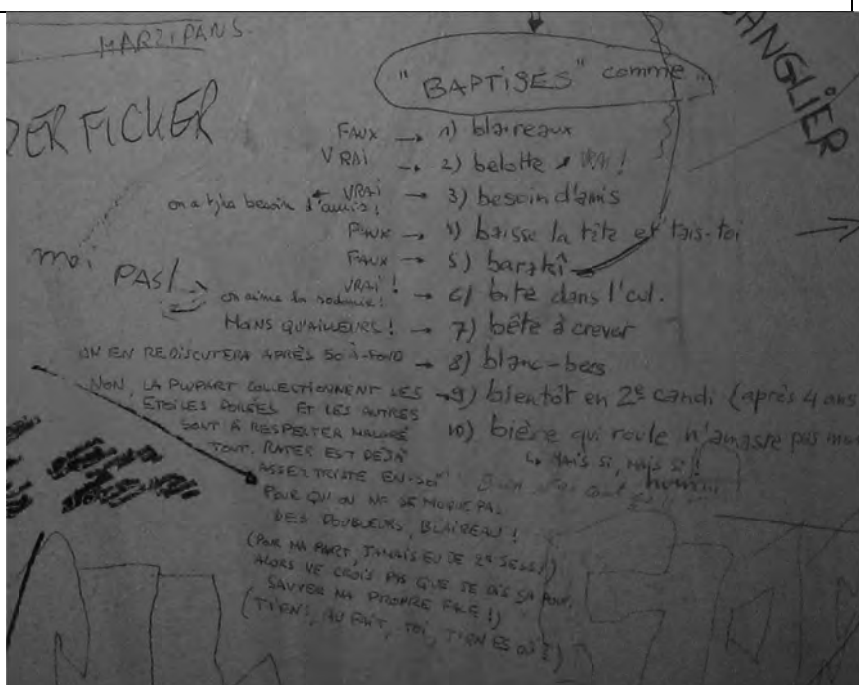 MARZIPANS
SANGLIER
"BAPTISÉS" comme
DER FICKER
FAUX → 1) blaireaux
VRAI → 2) belotte VRAI !
on a tjs besoin d'amis ! ← VRAI → 3) besoin d'amis
FAUX → 4) baisse la tête et tais-toi
FAUX → 5) barakî
moi PAS!
on aime la sodomie ! VRAI ! → 6) bite dans l'cul.
MOINS QU'AILLEURS ! → 7) bête à crever
ON EN REDISCUTERA APRÈS 50 À-FOND → 8) blanc-becs
NON, LA PLUPART COLLECTIONNENT LES → 9) bientôt en 2e candi (après 4 ans
ÉTOILES DORÉES ET LES AUTRES
SONT À RESPECTER MALGRÉ
TOUT. RATER EST DÉJÀ
ASSEZ TRISTE EN-SOI
POUR QU'ON NE SE MOQUE PAS
DES DOUBLEURS, BLAIREAU !
(POUR MA PART, JAMAIS EU DE 2e SESS !)
ALORS NE CROIS PAS QUE JE DIS ÇA POUR
SAUVER MA PROPRE FACE !)
(TIENS, AU FAIT, TOI, T'EN ES OÙ ?)
10) bière qui roule n'amasse pas
↳ MAIS SI, MAIS SI !